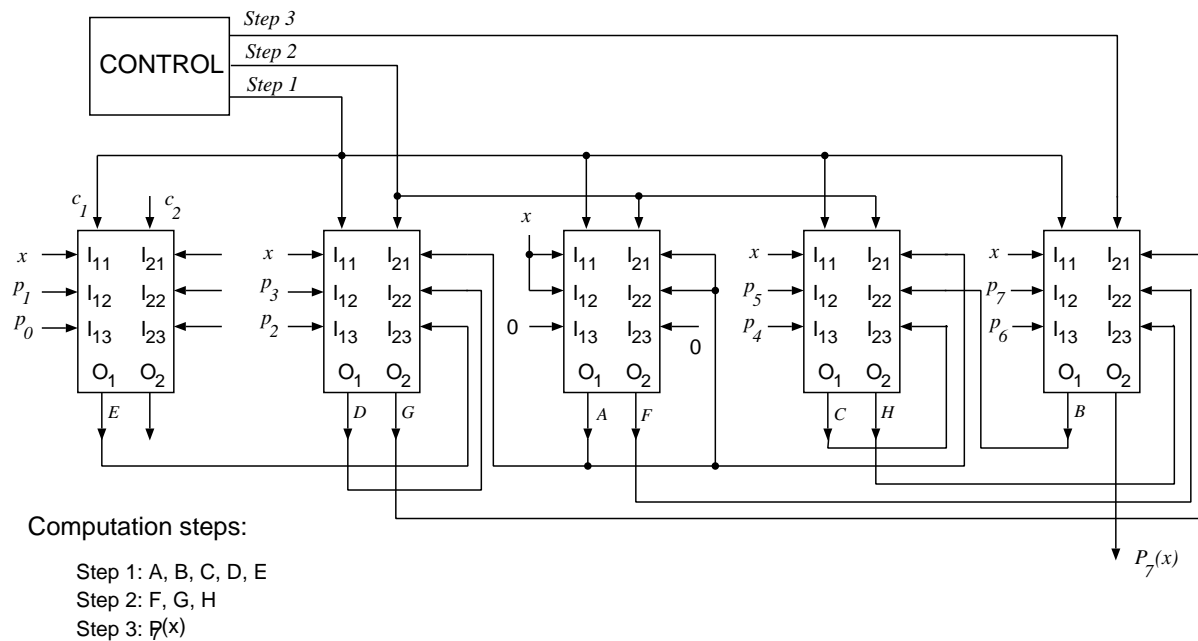 Step 3
Step 2
CONTROL
Step 1
c1 c2 x
x I11 I21 x I11 I21 I11 I21 x I11 I21 x I11 I21
p1 I12 I22 p3 I12 I22 I12 I22 p5 I12 I22 p7 I12 I22
p0 I13 I23 p2 I13 I23 0 I13 I23 0 p4 I13 I23 p6 I13 I23
O1 O2 O1 O2 O1 O2 O1 O2 O1 O2
E D G A F C H B
P7(x)
Computation steps:
Step 1: A, B, C, D, E
Step 2: F, G, H
Step 3: P7(x)